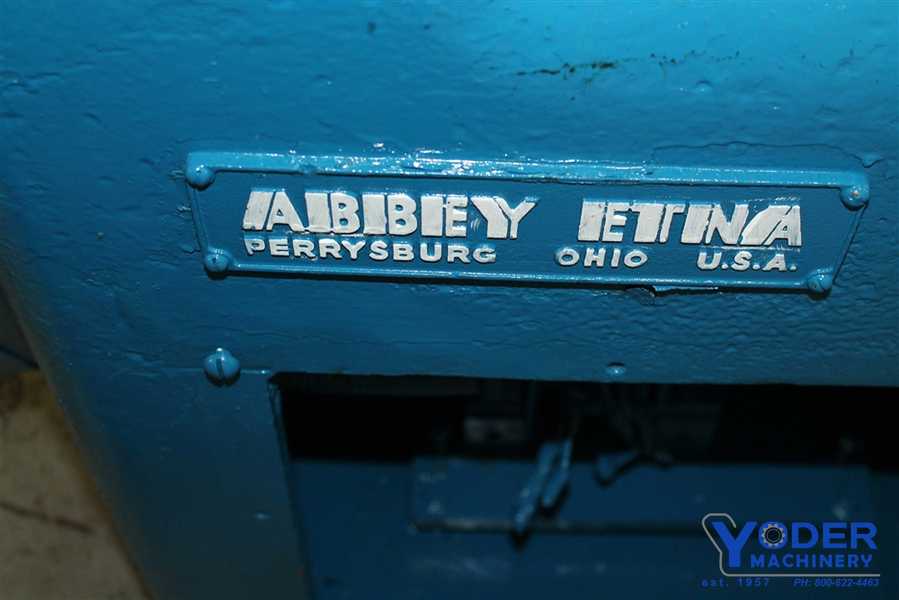 ABBEY ETNA
PERRYSBURG OHIO U.S.A.
YODER
MACHINERY
est. 1957 PH: 800-622-4463